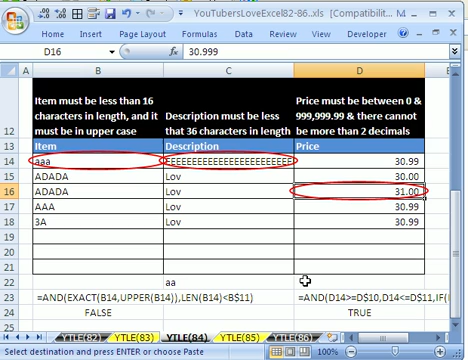 YouTubersLoveExcel82-86..xls [Compatibilit...
Home Insert Page Layout Formulas Data Review View Developer
D16 fx 30.999
A B C D
12 Item must be less than 16 characters in length, and it must be in upper case Description must be less that 36 characters in length Price must be between 0 & 999,999.99 & there cannot be more than 2 decimals
13 Item Description Price
14 aaa EEEEEEEEEEEEEEEEEEEEEEEE 30.99
15 ADADA Lov 30.00
16 ADADA Lov 31.00
17 AAA Lov 30.99
18 3A Lov 30.99
19
20
21
22 aa
23 =AND(EXACT(B14,UPPER(B14)),LEN(B14)<B$11) =AND(D14>=D$10,D14<=D$11,IF(
24 FALSE TRUE
YTLE(82) YTLE(83) YTLE(84) YTLE(85) YTLE(86)
Select destination and press ENTER or choose Paste 100%